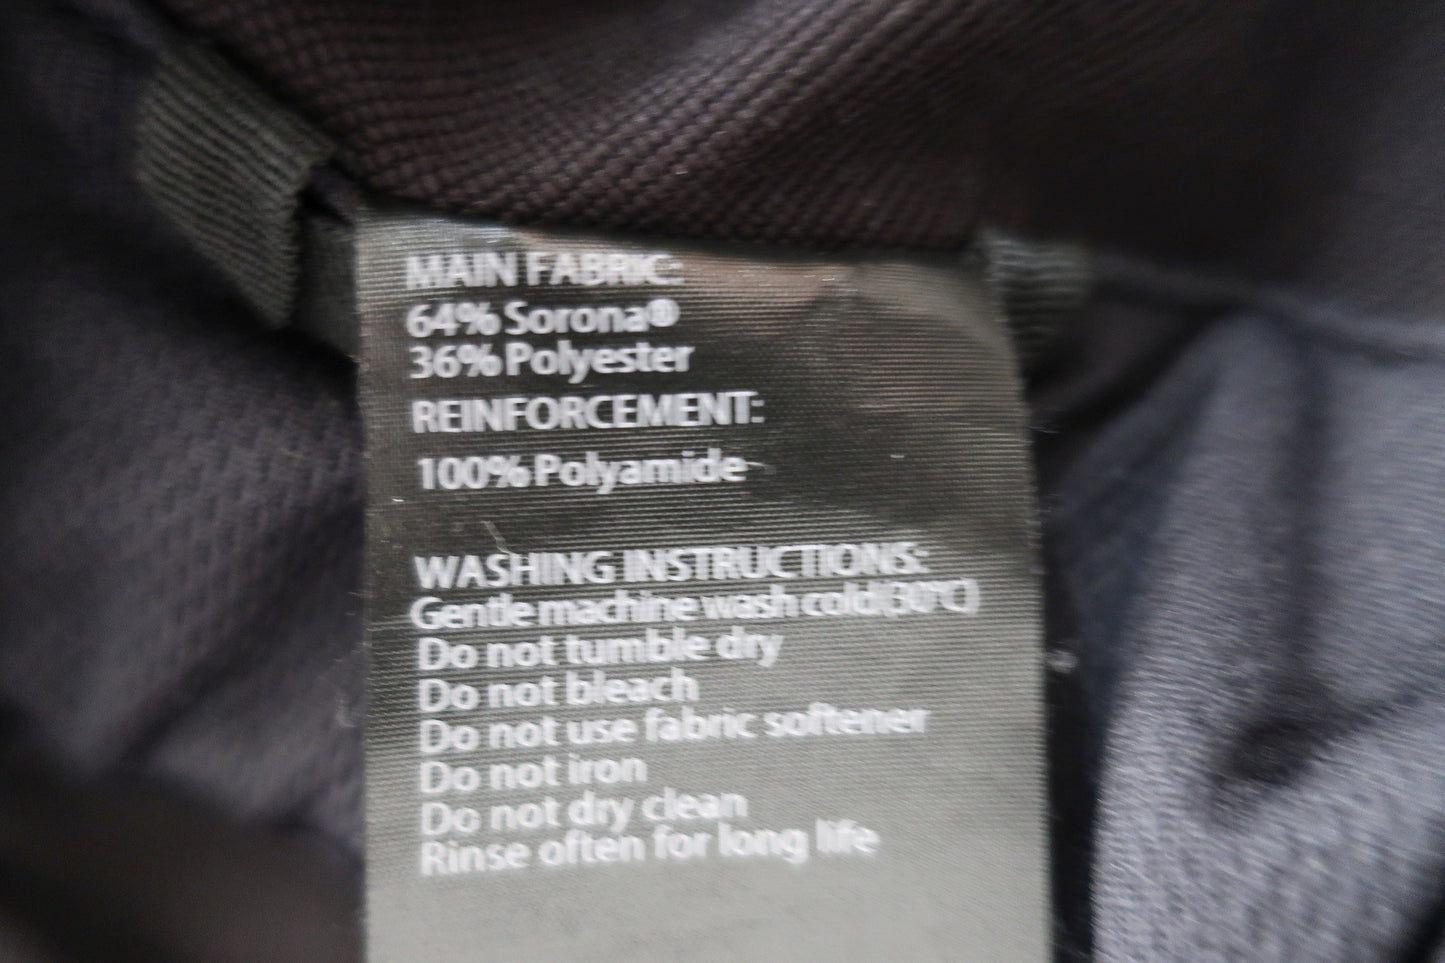 MAIN FABRIC:
64% Sorona®
36% Polyester
REINFORCEMENT:
100% Polyamide
WASHING INSTRUCTIONS:
Gentle machine wash cold (30°C)
Do not tumble dry
Do not bleach
Do not use fabric softener
Do not iron
Do not dry clean
Rinse often for long life